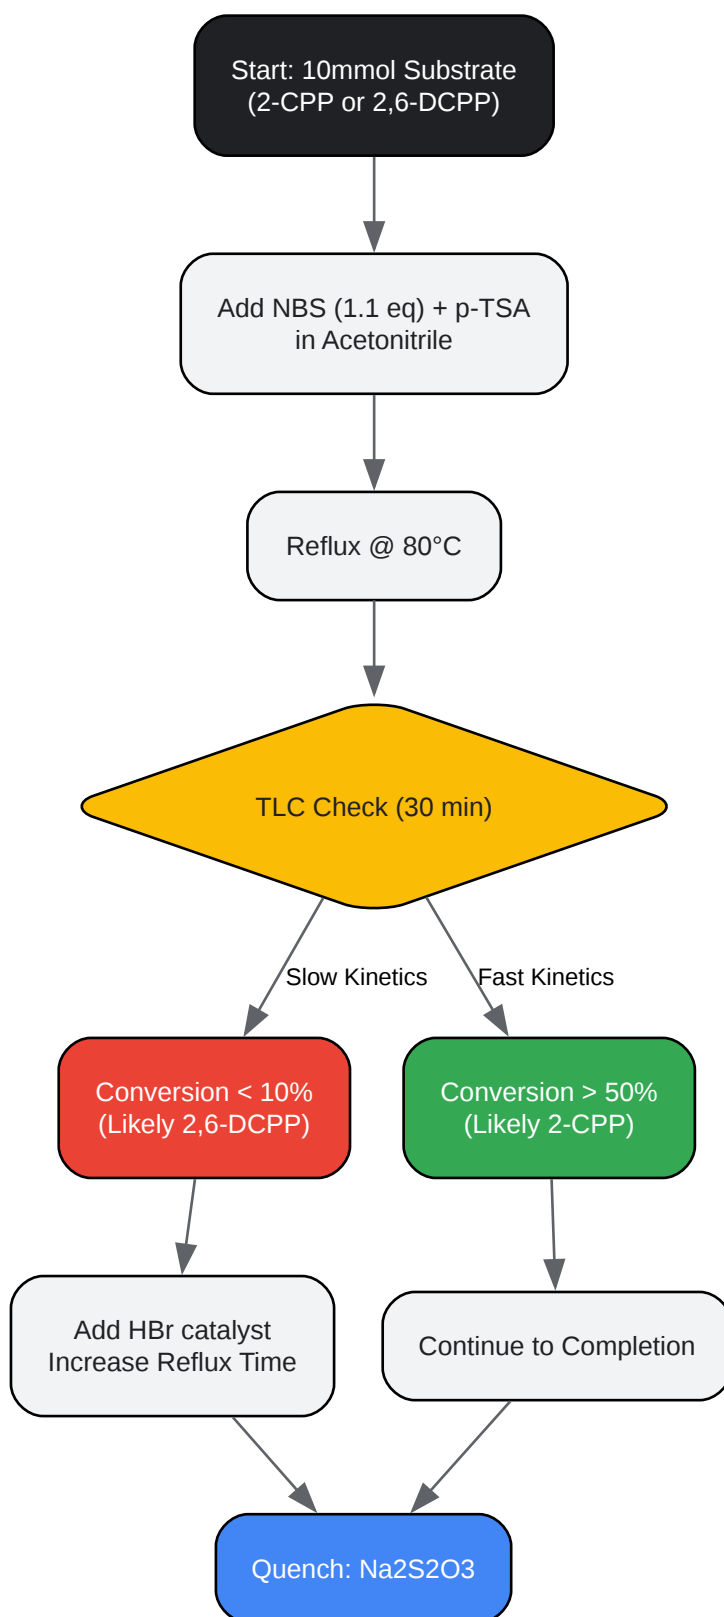 Start: 10mmol Substrate
(2-CPP or 2,6-DCPP)
Add NBS (1.1 eq) + p-TSA
in Acetonitrile
Reflux @ 80°C
TLC Check (30 min)
Slow Kinetics
Fast Kinetics
Conversion < 10%
(Likely 2,6-DCPP)
Conversion > 50%
(Likely 2-CPP)
Add HBr catalyst
Increase Reflux Time
Continue to Completion
Quench: Na2S2O3